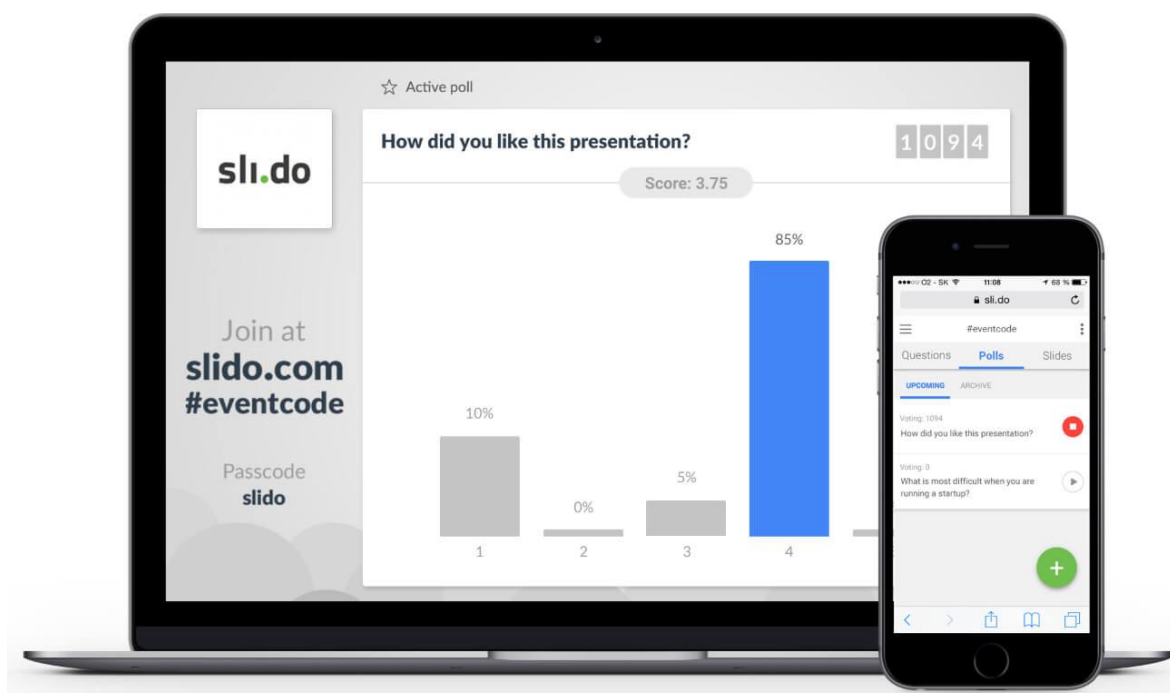 ☆ Active poll
sli.do
How did you like this presentation?
1094
Score: 3.75
85%
10%
5%
0%
1 2 3 4
Join at
slido.com
#eventcode
Passcode
slido
●●●○○ O2 - SK 11:08 68 %
sli.do
#eventcode
Questions Polls Slides
UPCOMING ARCHIVE
Voting: 1094
How did you like this presentation?
Voting: 0
What is most difficult when you are
running a startup?